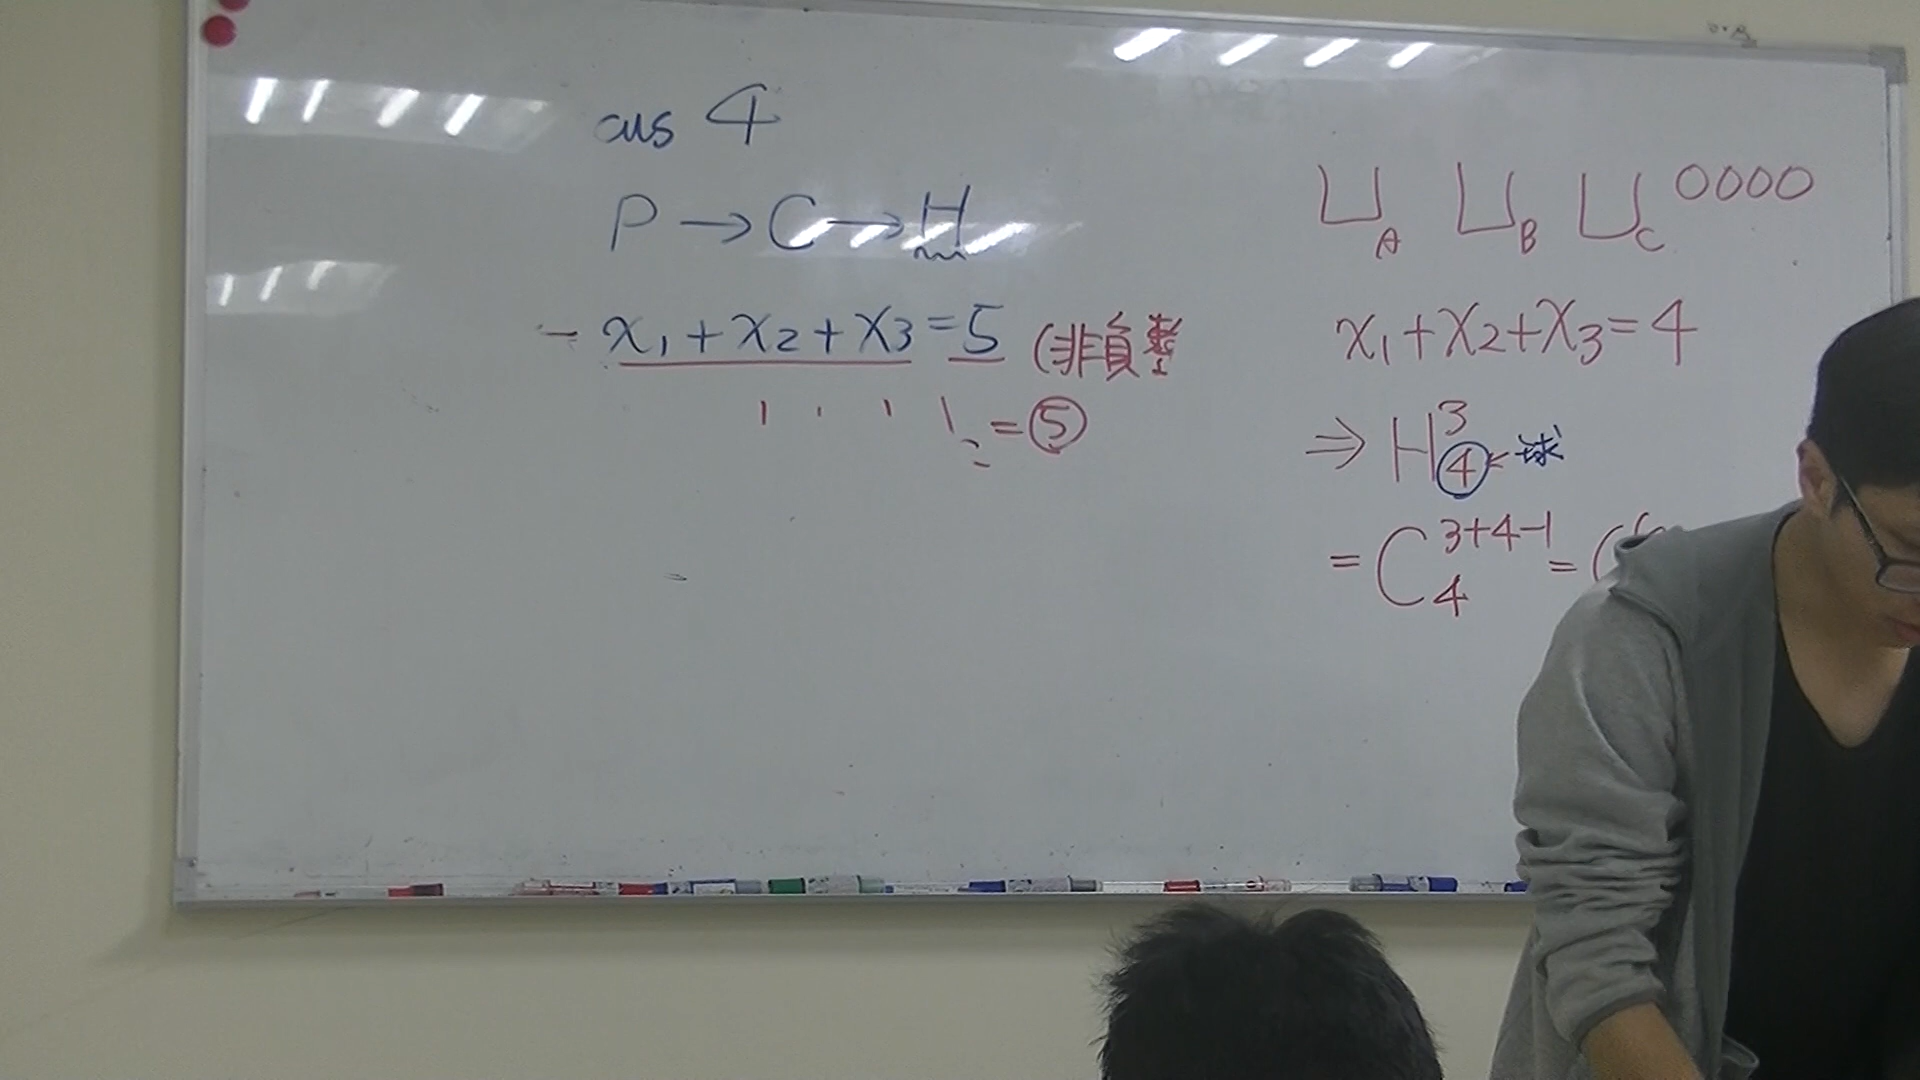 ans 4
P → C → H
x₁ + x₂ + x₃ = 5 (非負整
= ⑤
A B C 0000
x₁ + x₂ + x₃ = 4
⇒ H³₄ ← 球
= C³⁺⁴⁻¹₄ = C⁶